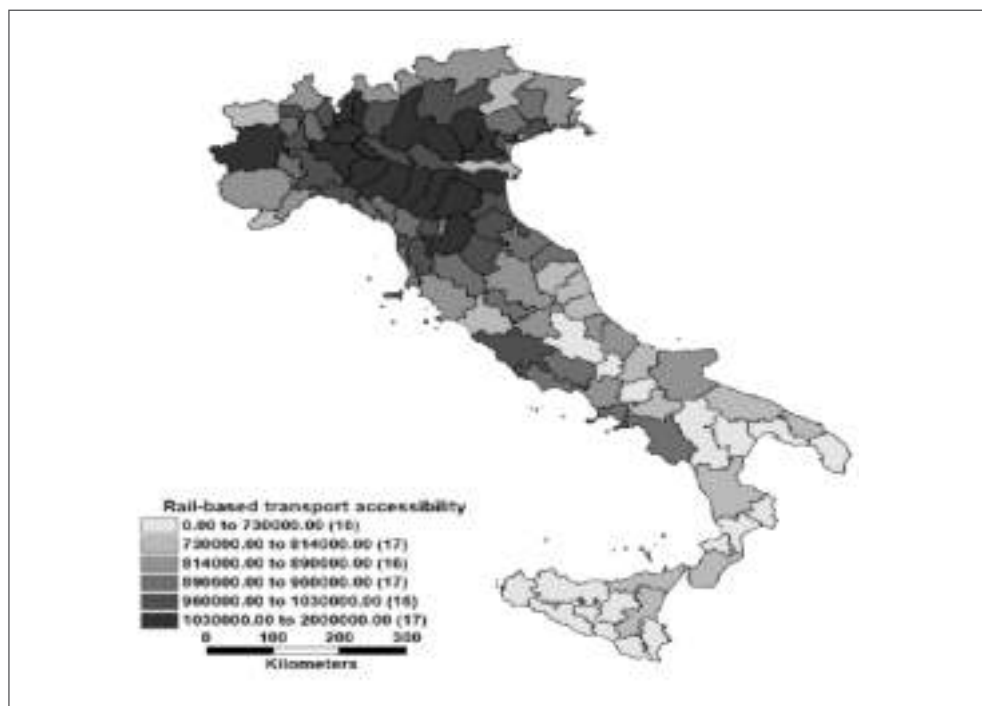 Rail-based transport accessibility
0.00 to 730000.00 (16)
730000.00 to 814000.00 (17)
814000.00 to 890000.00 (16)
890000.00 to 960000.00 (17)
960000.00 to 1030000.00 (16)
1030000.00 to 2000000.00 (17)
0 100 200 300
Kilometers